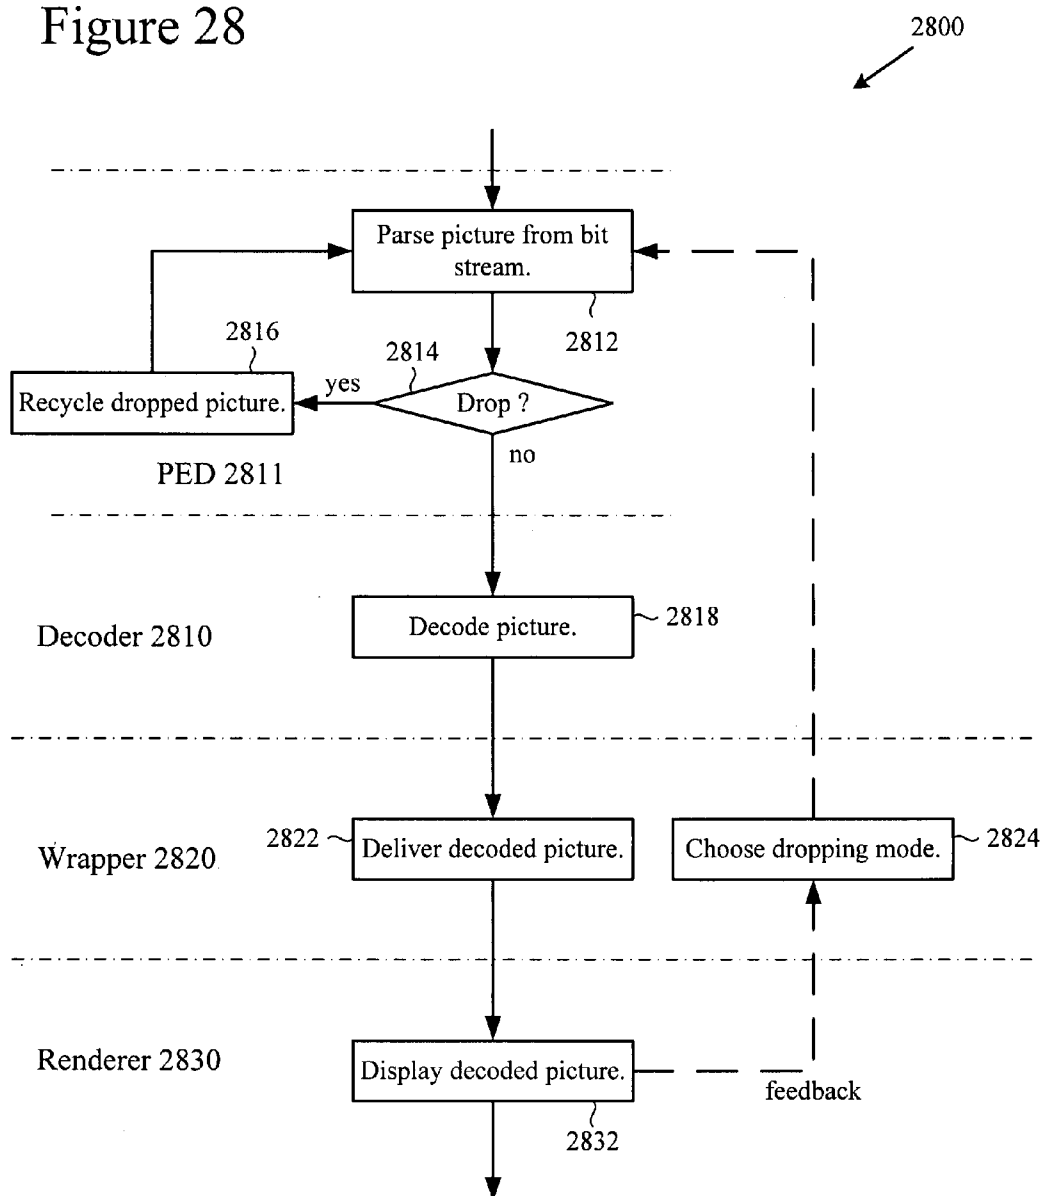 Figure 28
2800
Parse picture from bit
stream.
2812
2816
2814
Recycle dropped picture.
yes
Drop ?
no
PED 2811
Decoder 2810
Decode picture.
2818
Wrapper 2820
2822
Deliver decoded picture.
Choose dropping mode.
2824
Renderer 2830
Display decoded picture.
feedback
2832